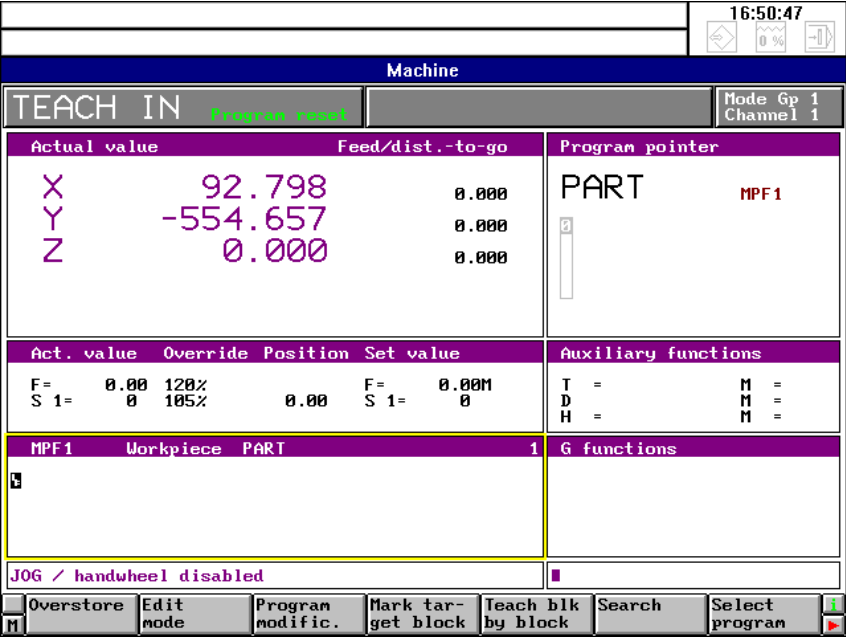 16:50:47
0 %
Machine
TEACH IN Program reset
Mode Gp 1
Channel 1
Actual value Feed/dist.-to-go
X 92.798 0.000
Y -554.657 0.000
Z 0.000 0.000
Program pointer
PART MPF1
0
Act. value Override Position Set value
F= 0.00 120% F= 0.00M
S 1= 0 105% 0.00 S 1= 0
Auxiliary functions
T = M =
D M =
H = M =
MPF1 Workpiece PART 1
G functions
JOG / handwheel disabled
Overstore
Edit
mode
Program
modific.
Mark tar-
get block
Teach blk
by block
Search
Select
program
i
M